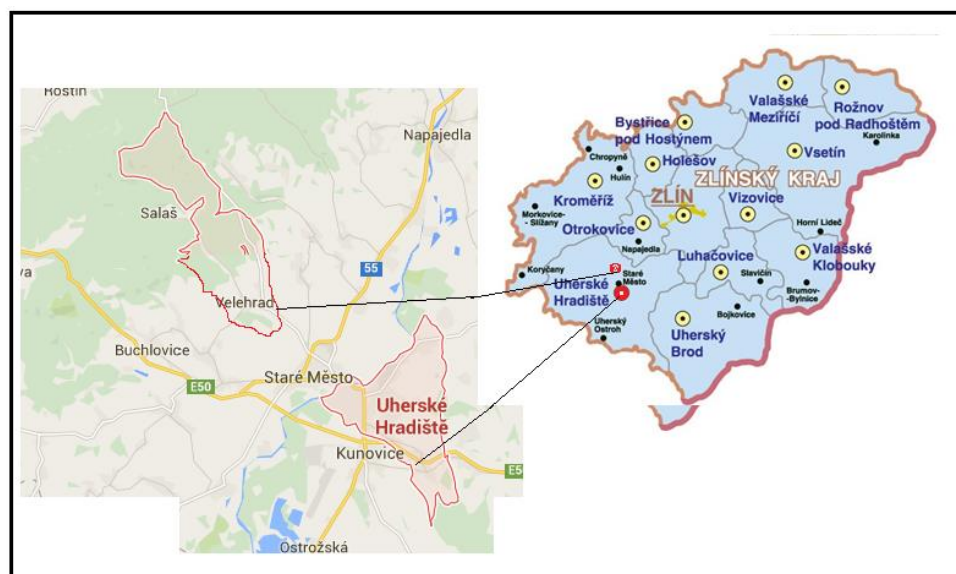 Roštín
Napajedla
Salaš
55
Velehrad
Buchlovice
E50
Staré Město
Uherské
Hradiště
Kunovice
Ostrožská
Valašské
Meziříčí
Rožnov
pod Radhoštěm
Karolinka
Bystřice
pod Hostýnem
Chropyně
Holešov
Hulín
Vsetín
ZLÍNSKÝ KRAJ
Kroměříž
ZLÍN
Vizovice
Morkovice-
- Slížany
Otrokovice
Napajedla
Horní Lideč
Valašské
Klobouky
Luhačovice
Koryčany
Staré
Město
Slavičín
Uherské
Hradiště
Brumov-
-Bylnice
Bojkovice
Uherský
Ostroh
Uherský
Brod